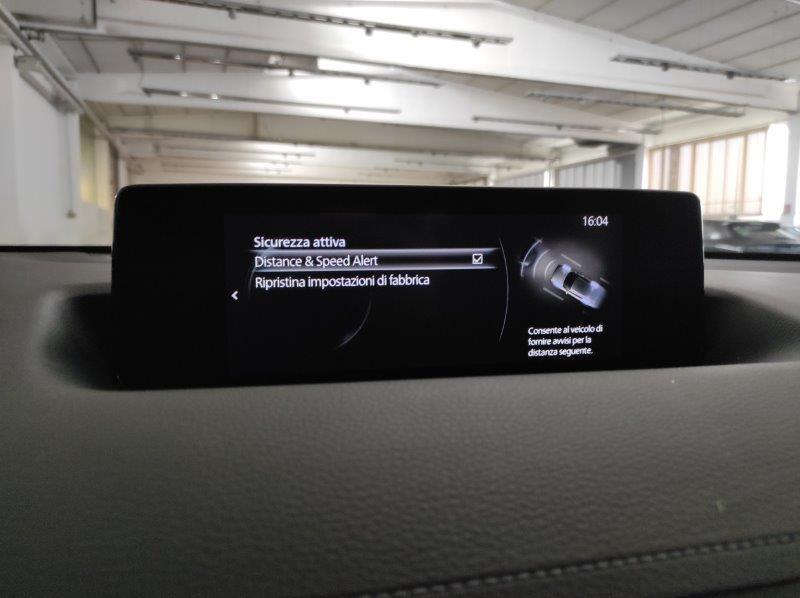 16:04
Sicurezza attiva
Distance & Speed Alert
Ripristina impostazioni di fabbrica
Consente al veicolo di
fornire avvisi per la
distanza seguente.